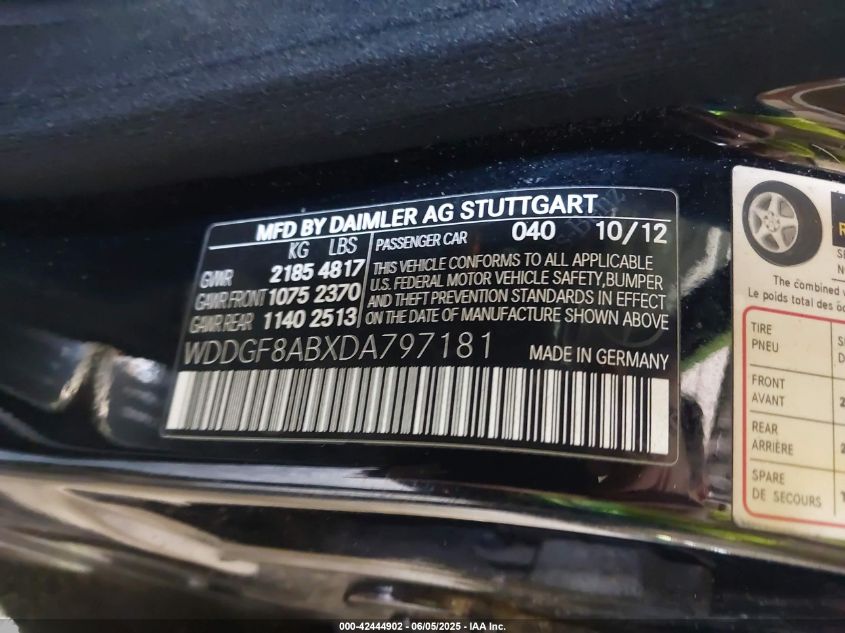 MFD BY DAIMLER AG STUTTGART
KG LBS
GWR 2185 4817
GAWR FRONT 1075 2370
GAWR REAR 1140 2513
PASSENGER CAR 040 10/12
THIS VEHICLE CONFORMS TO ALL APPLICABLE
U.S. FEDERAL MOTOR VEHICLE SAFETY,BUMPER
AND THEFT PREVENTION STANDARDS IN EFFECT
ON THE DATE OF MANUFACTURE SHOWN ABOVE
WDDGF8ABXDA797181
MADE IN GERMANY
The combined
Le poids total des
TIRE
PNEU
FRONT
AVANT
REAR
ARRIÈRE
SPARE
DE SECOURS
000-42444902 - 06/05/2025 - IAA Inc.